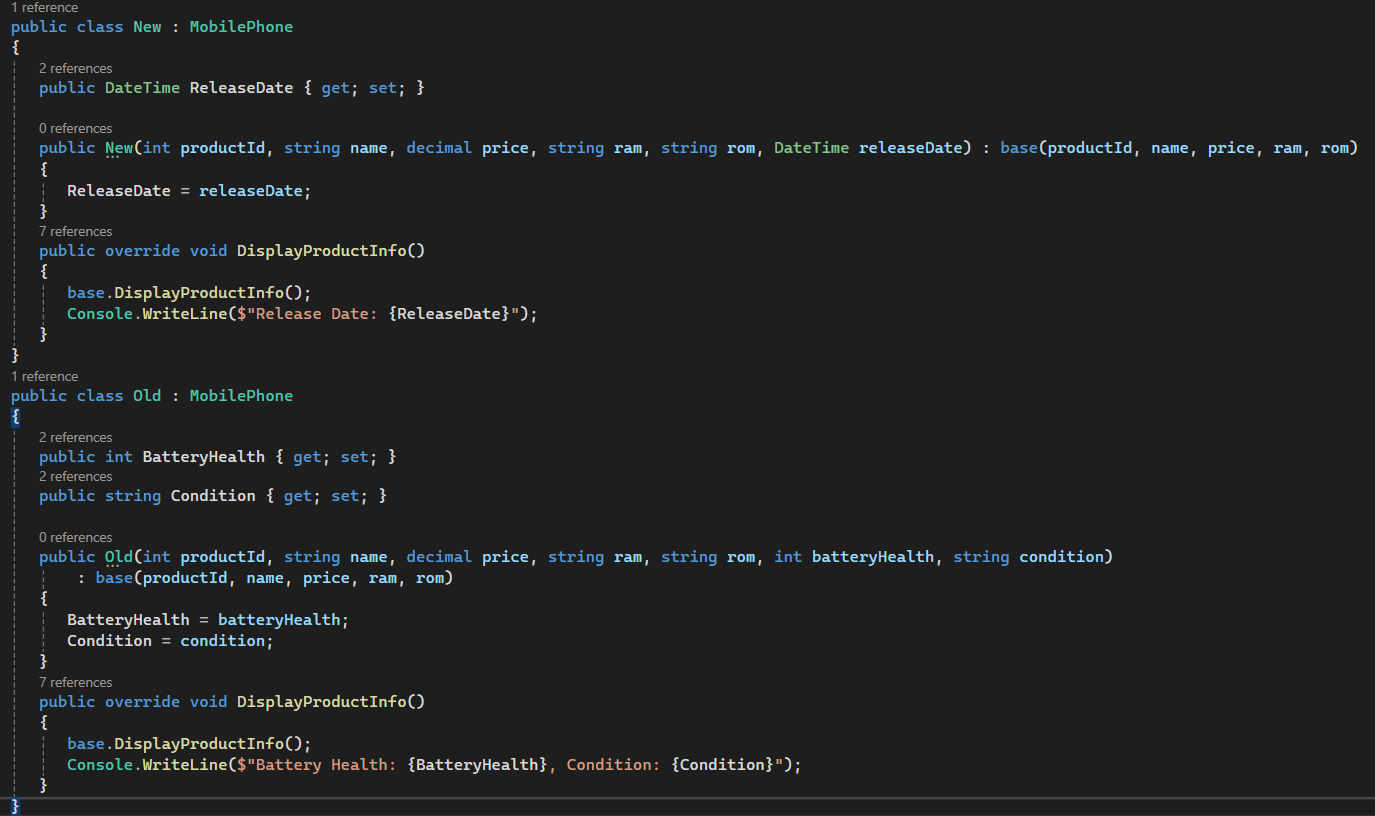 1 reference
public class New : MobilePhone
{
2 references
public DateTime ReleaseDate { get; set; }
0 references
public New(int productId, string name, decimal price, string ram, string rom, DateTime releaseDate) : base(productId, name, price, ram, rom)
{
ReleaseDate = releaseDate;
}
7 references
public override void DisplayProductInfo()
{
base.DisplayProductInfo();
Console.WriteLine($"Release Date: {ReleaseDate}");
}
}
1 reference
public class Old : MobilePhone
{
2 references
public int BatteryHealth { get; set; }
2 references
public string Condition { get; set; }
0 references
public Old(int productId, string name, decimal price, string ram, string rom, int batteryHealth, string condition)
: base(productId, name, price, ram, rom)
{
BatteryHealth = batteryHealth;
Condition = condition;
}
7 references
public override void DisplayProductInfo()
{
base.DisplayProductInfo();
Console.WriteLine($"Battery Health: {BatteryHealth}, Condition: {Condition}");
}
}